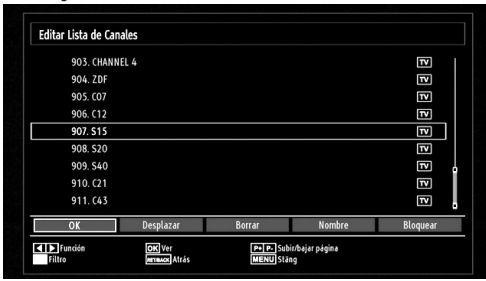 Editar Lista de Canales
903. CHANNEL 4 TV
904. ZDF TV
905. C07 TV
906. C12 TV
907. S15 TV
908. S20 TV
909. S40 TV
910. C21 TV
911. C43 TV
OK Desplazar Borrar Nombre Bloquear
Función OK Ver P+ P- Subir/bajar página
Filtro RET/BACK Atrás MENU Stäng